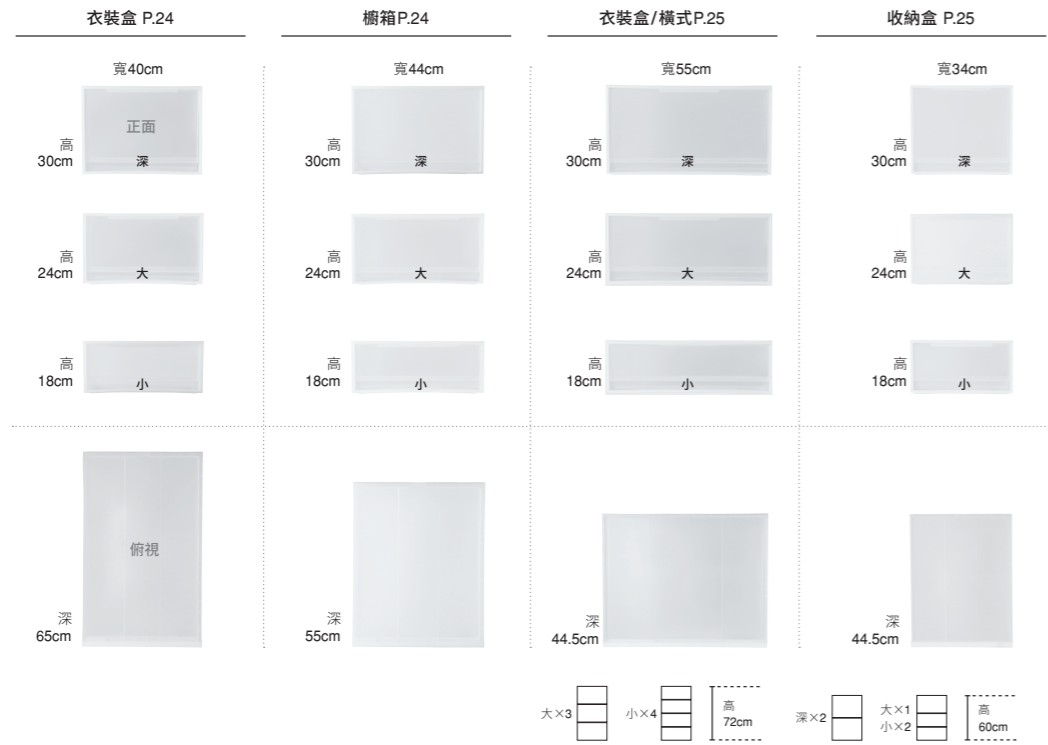 衣裝盒 P.24
櫥箱P.24
衣裝盒/橫式P.25
收納盒 P.25
寬40cm
寬44cm
寬55cm
寬34cm
正面
高
30cm
深
高
30cm
深
高
30cm
深
高
30cm
深
高
24cm
大
高
24cm
大
高
24cm
大
高
24cm
大
高
18cm
小
高
18cm
小
高
18cm
小
高
18cm
小
俯視
深
65cm
深
55cm
深
44.5cm
深
44.5cm
大×3
小×4
高
72cm
深×2
大×1
小×2
高
60cm